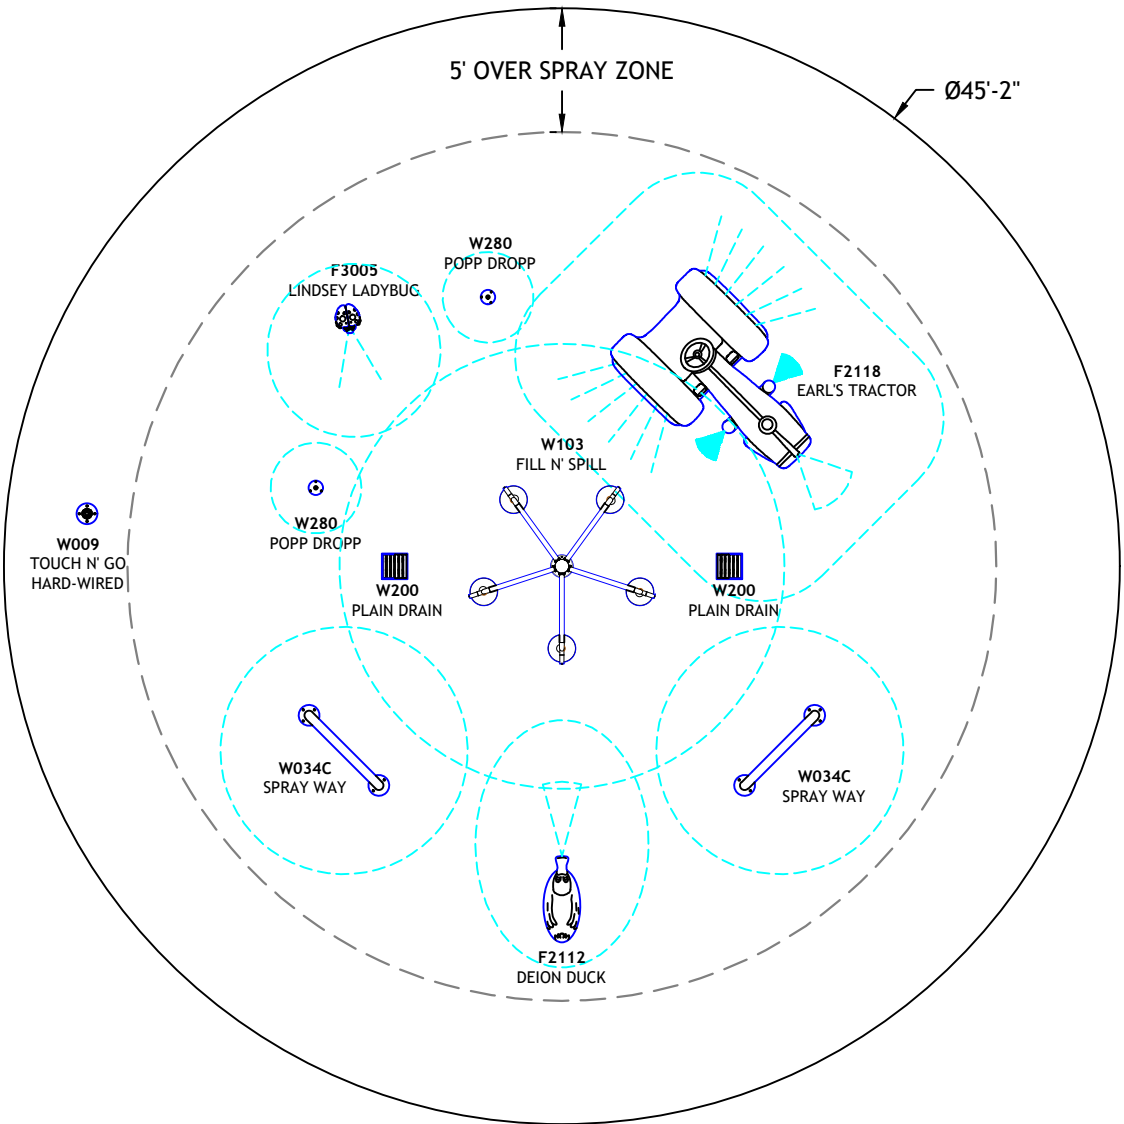 5' OVER SPRAY ZONE
Ø45'-2"
W280
POPP DROPP
F3005
LINDSEY LADYBUG
F2118
EARL'S TRACTOR
W103
FILL N' SPILL
W280
POPP DROPP
W009
TOUCH N' GO
HARD-WIRED
W200
PLAIN DRAIN
W200
PLAIN DRAIN
W034C
SPRAY WAY
W034C
SPRAY WAY
F2112
DEION DUCK